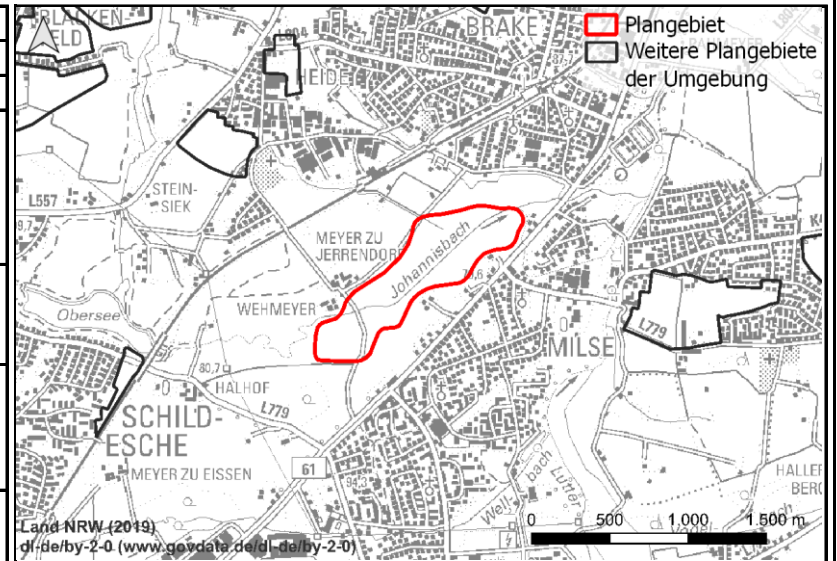 BRAKE
Plangebiet
Weitere Plangebiete
der Umgebung
L804
HEIDE
L557
STEIN-
SIEK
MEYER ZU
JERRENDORF
Johannisbach
WEHMEYER
Obersee
L779
MILSE
80,7
HALHOF
SCHILD-
ESCHE
L779
MEYER ZU EISSEN
61
Lutter
Land NRW (2019)
dl-de/by-2-0 (www.govdata.de/dl-de/by-2-0)
0 500 1.000 1.500 m